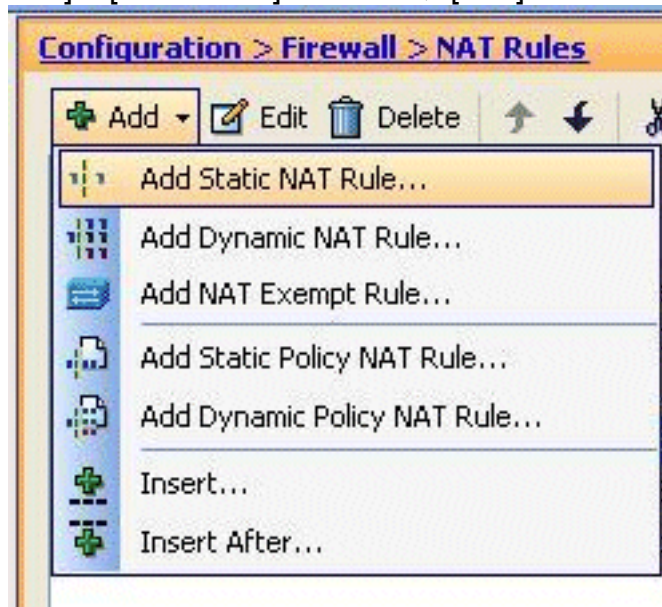 Configuration > Firewall > NAT Rules
Add Edit Delete
Add Static NAT Rule...
Add Dynamic NAT Rule...
Add NAT Exempt Rule...
Add Static Policy NAT Rule...
Add Dynamic Policy NAT Rule...
Insert...
Insert After...